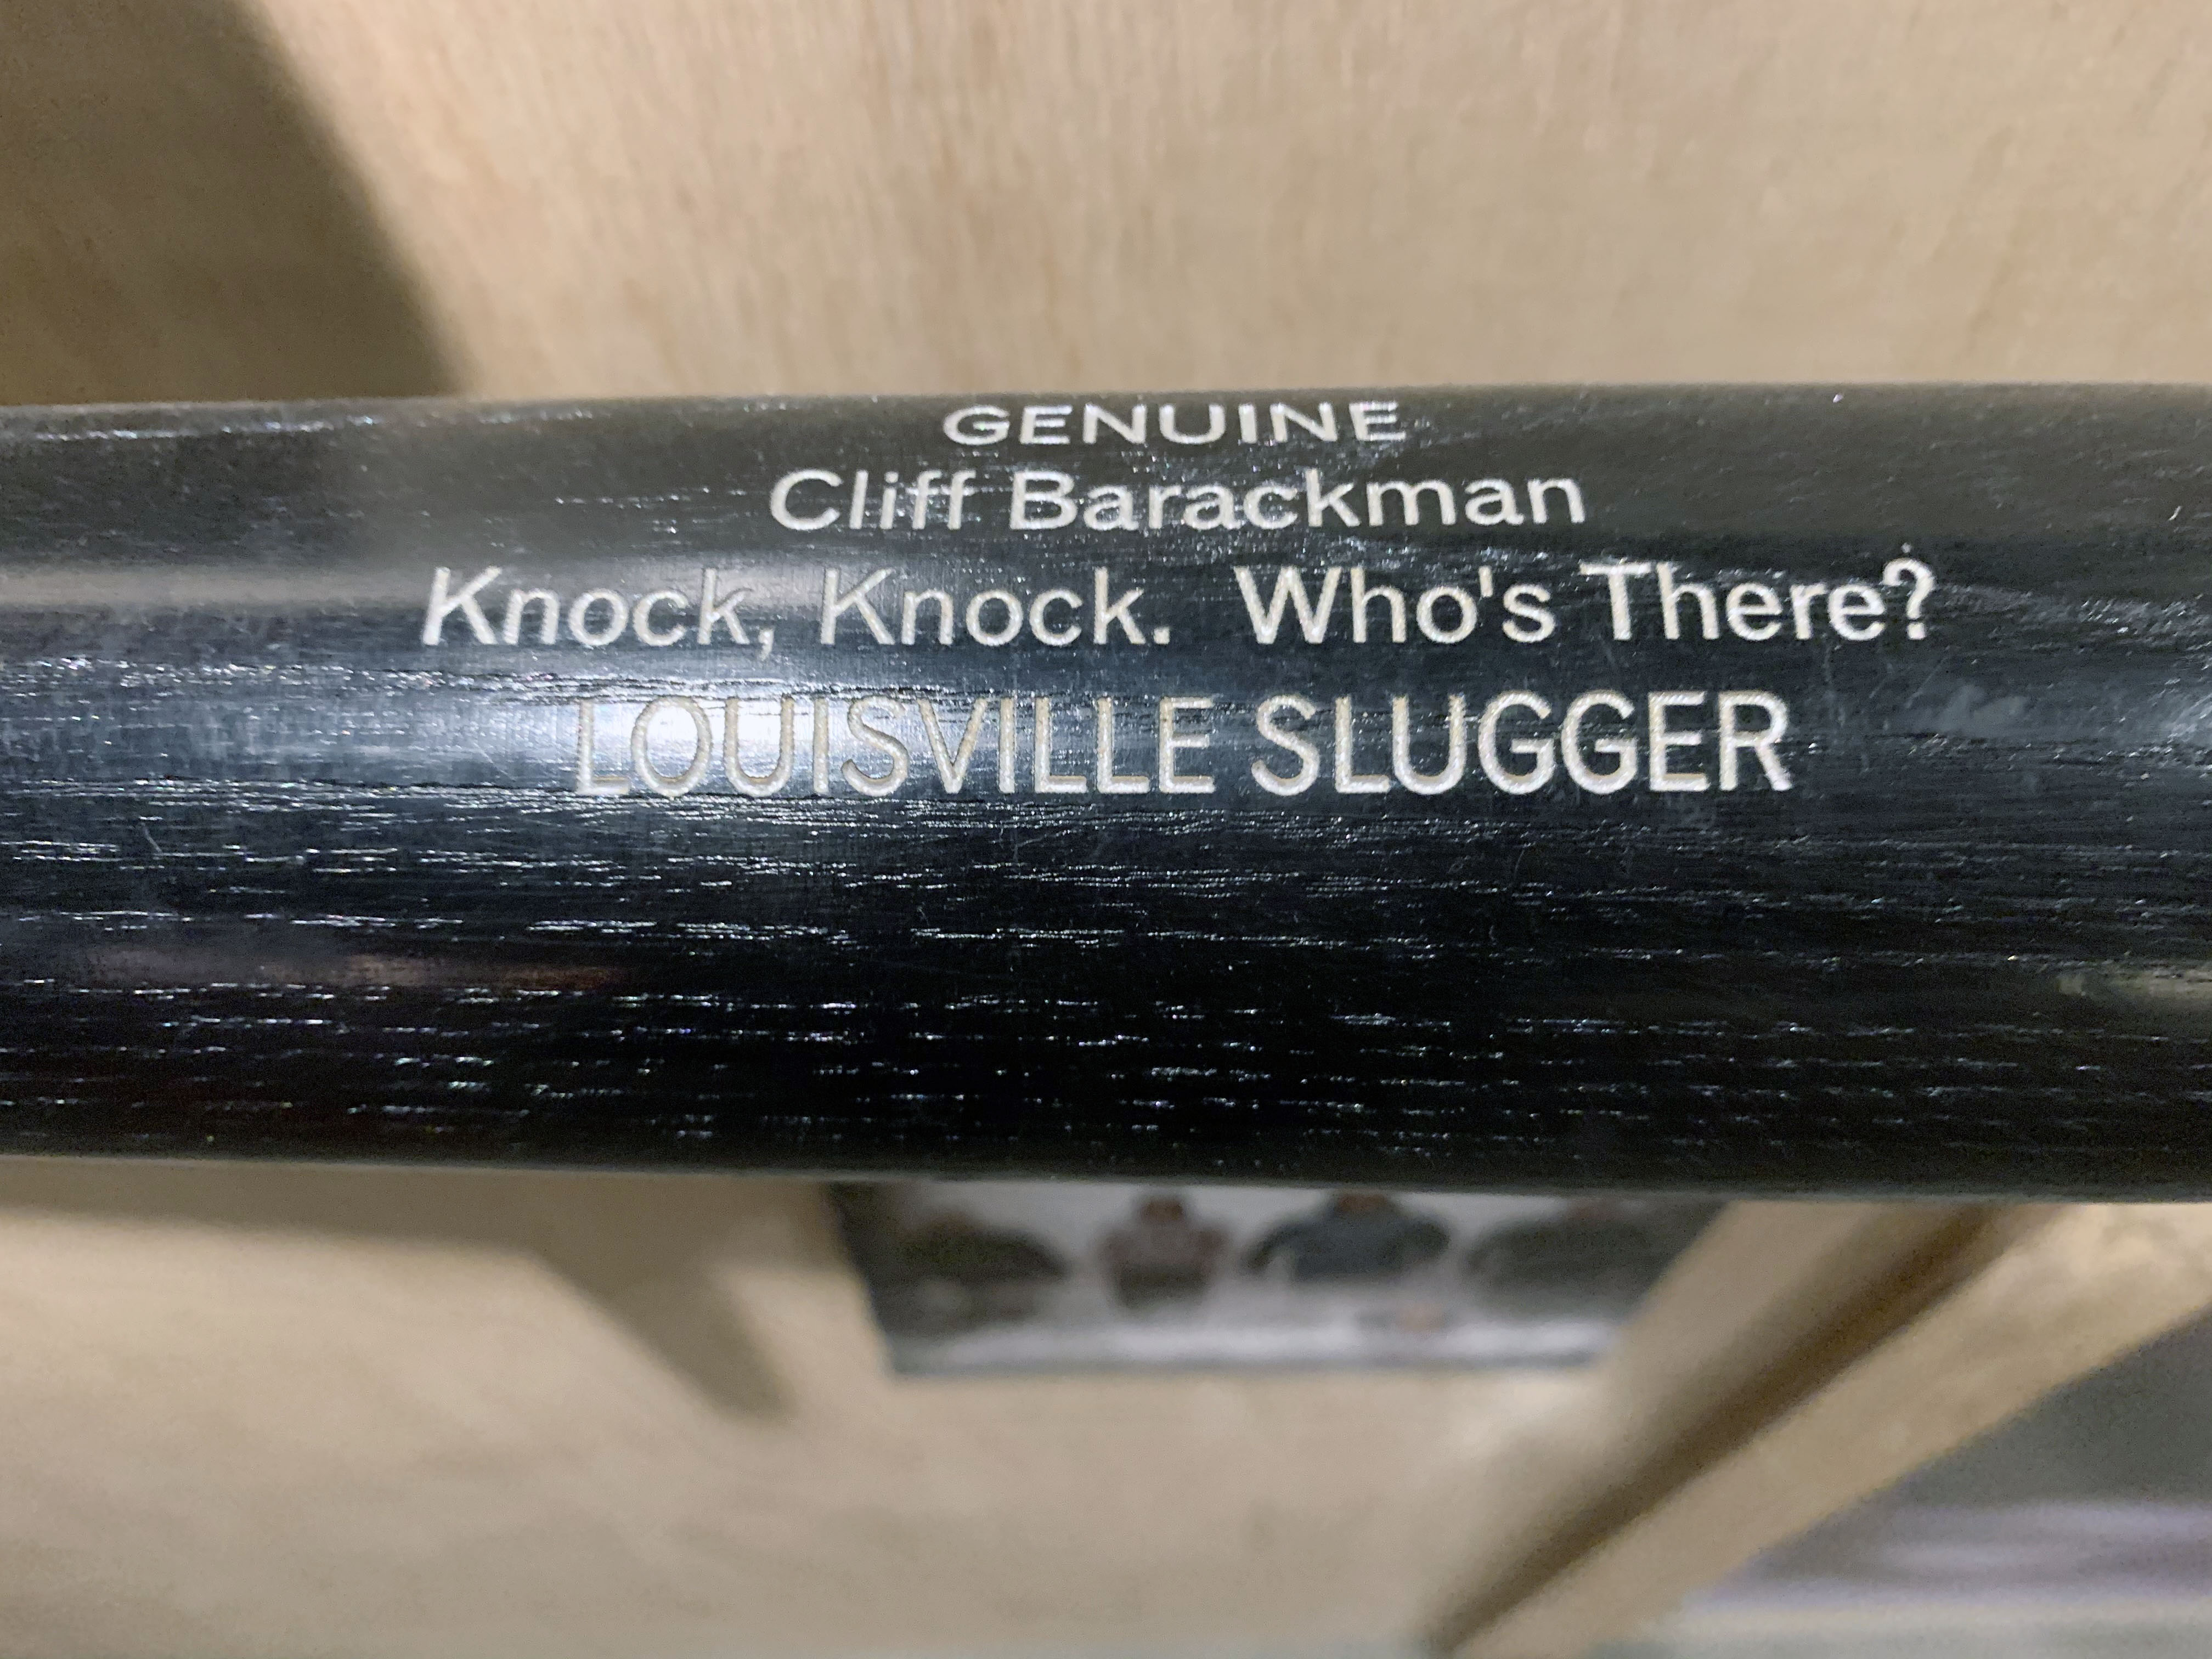 GENUINE
Cliff Barackman
Knock, Knock.  Who's There?
LOUISVILLE SLUGGER